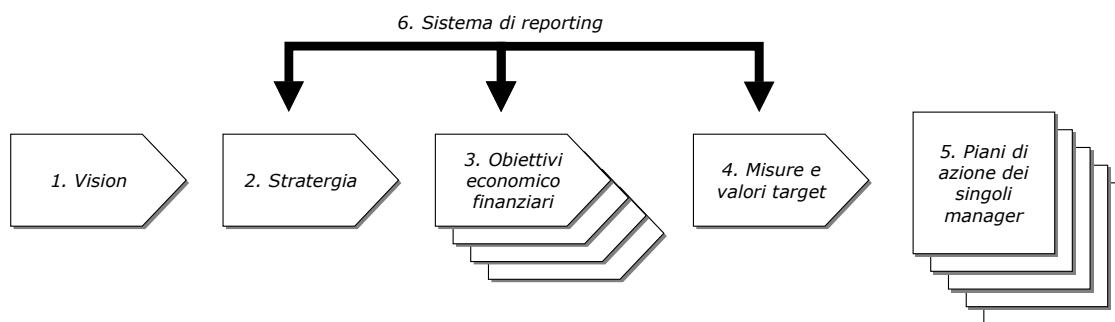 6. Sistema di reporting
1. Vision
2. Stratergia
3. Obiettivi
economico
finanziari
4. Misure e
valori target
5. Piani di
azione dei
singoli
manager